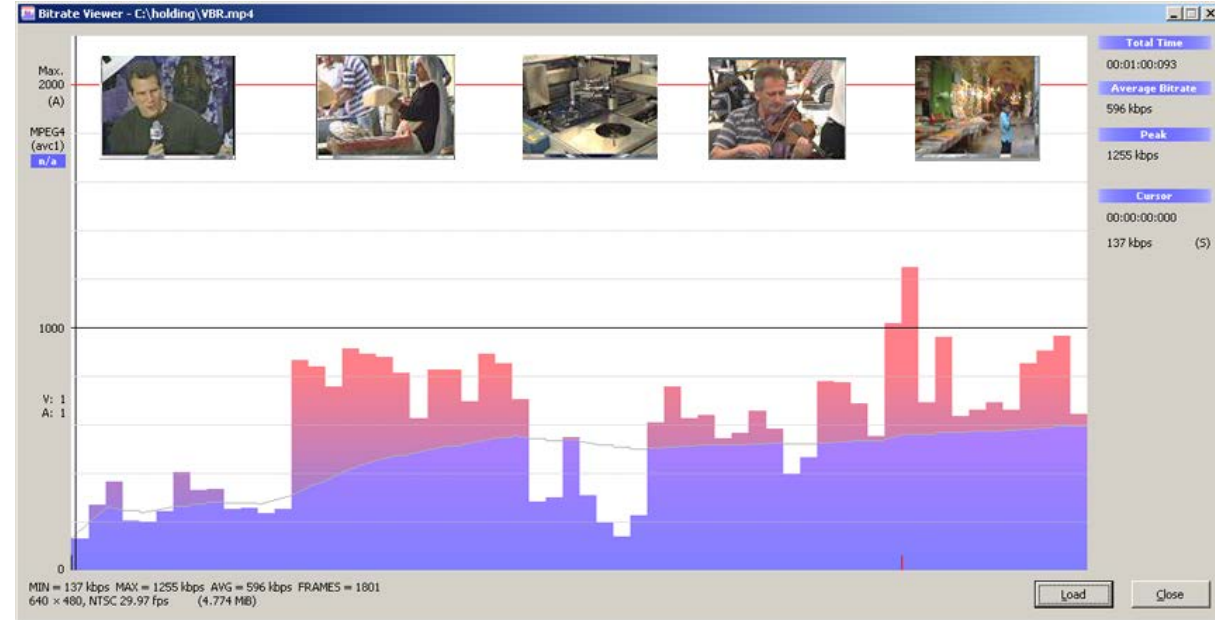 Bitrate Viewer - C:\holding\VBR.mp4
Max.
2000
(A)
MPEG4
(avc1)
n/a
1000
V: 1
A: 1
0
Total Time
00:01:00:093
Average Bitrate
596 kbps
Peak
1255 kbps
Cursor
00:00:00:000
137 kbps (S)
MIN = 137 kbps MAX = 1255 kbps AVG = 596 kbps FRAMES = 1801
640 × 480, NTSC 29.97 fps (4.774 MiB)
Load
Close